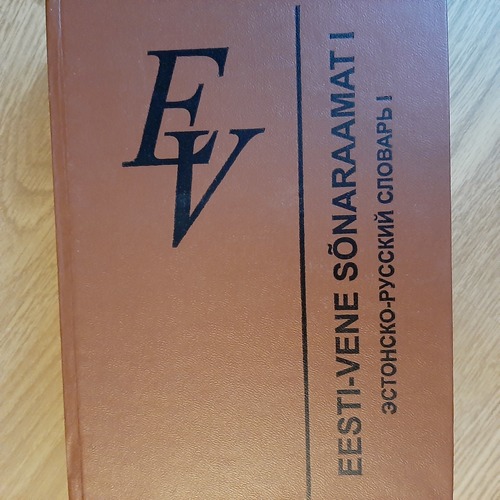 EV
EESTI-VENE SÕNARAAMAT I
ЭСТОНСКО-РУССКИЙ СЛОВАРЬ I